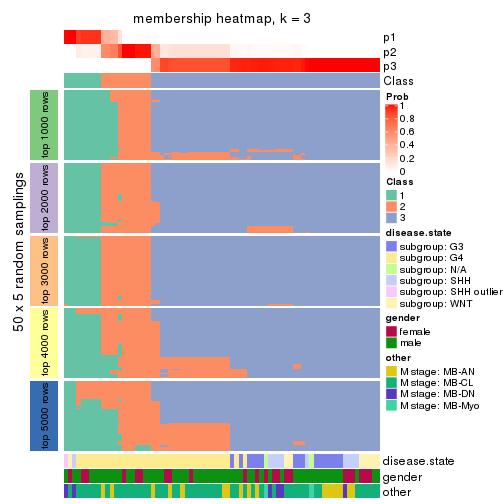 membership heatmap, k = 3
p1
p2
p3
Class
50 x 5 random samplings
top 1000 rows
top 2000 rows
top 3000 rows
top 4000 rows
top 5000 rows
Prob
1
0.8
0.6
0.4
0.2
0
Class
1
2
3
disease.state
subgroup: G3
subgroup: G4
subgroup: N/A
subgroup: SHH
subgroup: SHH outlier
subgroup: WNT
gender
female
male
other
M stage: MB-AN
M stage: MB-CL
M stage: MB-DN
M stage: MB-Myo
disease.state
gender
other